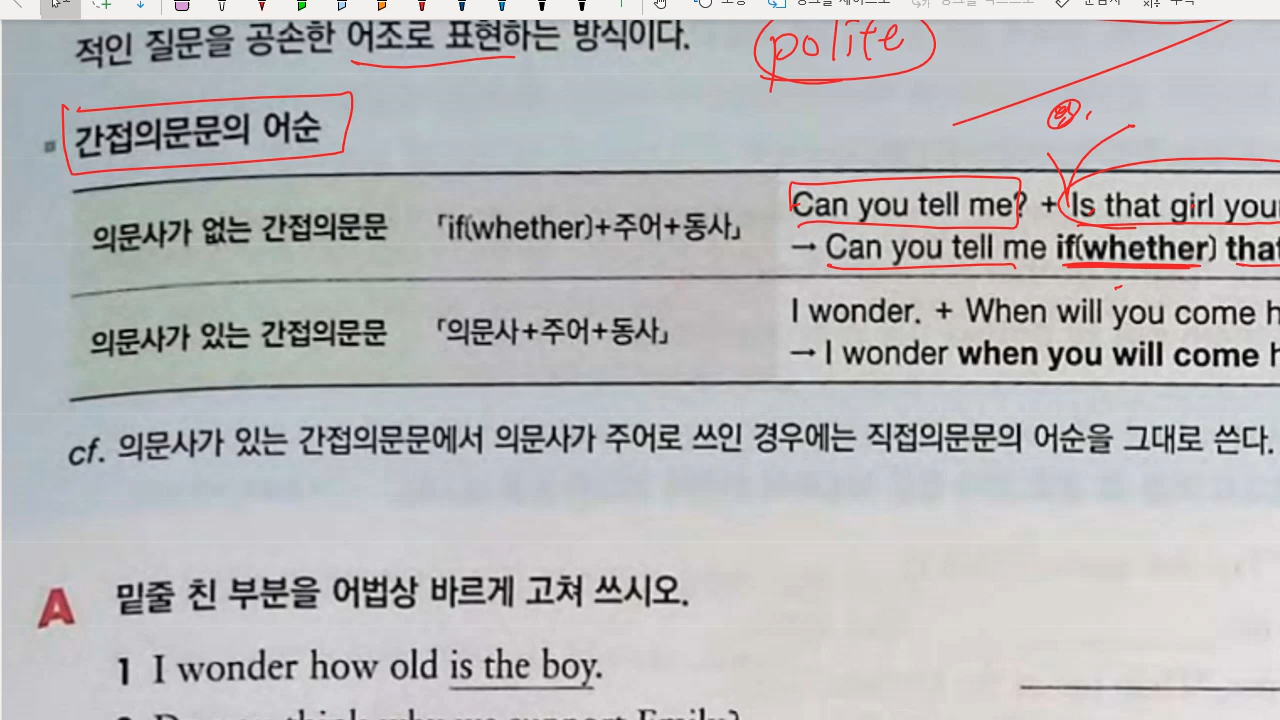 적인 질문을 공손한 어조로 표현하는 방식이다.
polite
간접의문문의 어순
의문사가 없는 간접의문문 「if(whether)+주어+동사」 Can you tell me? + Is that girl you
→ Can you tell me if(whether) that
의문사가 있는 간접의문문 「의문사+주어+동사」 I wonder. + When will you come h
→ I wonder when you will come h
cf. 의문사가 있는 간접의문문에서 의문사가 주어로 쓰인 경우에는 직접의문문의 어순을 그대로 쓴다.
A 밑줄 친 부분을 어법상 바르게 고쳐 쓰시오.
1 I wonder how old is the boy.